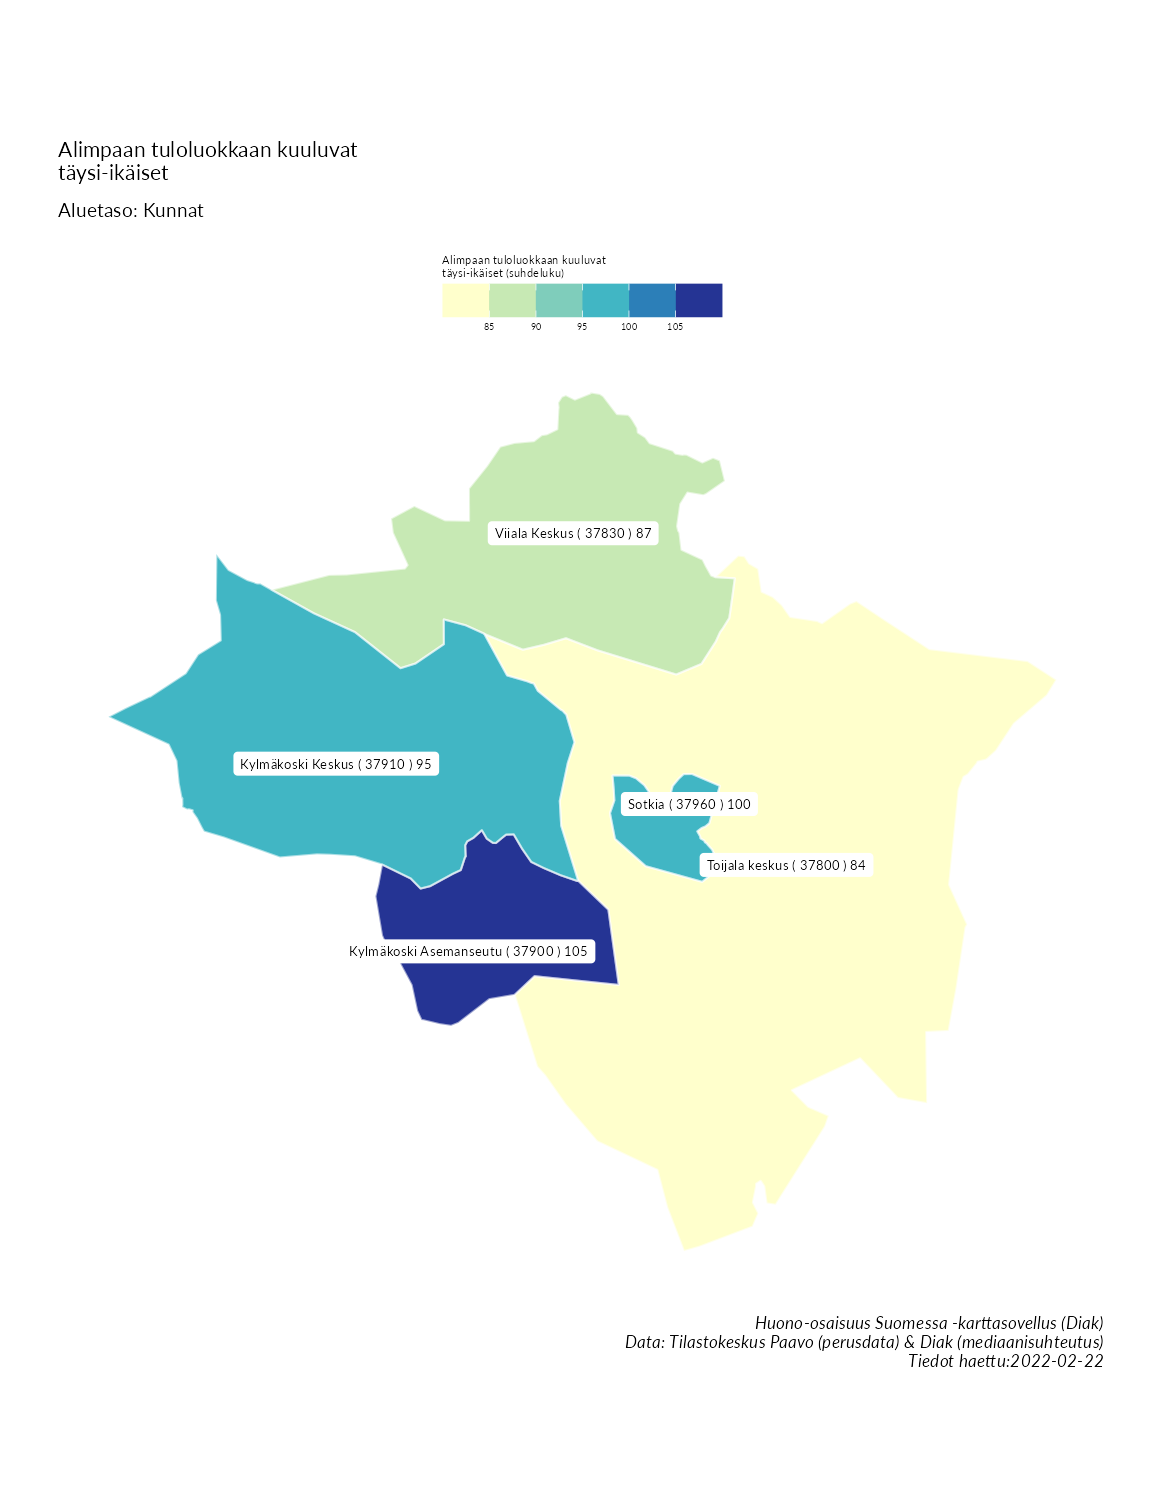 Alimpaan tuloluokkaan kuuluvat
täysi-ikäiset
Aluetaso: Kunnat
Alimpaan tuloluokkaan kuuluvat
täysi-ikäiset (suhdeluku)
85 90 95 100 105
Viiala Keskus ( 37830 ) 87
Kylmäkoski Keskus ( 37910 ) 95
Sotkia ( 37960 ) 100
Toijala keskus ( 37800 ) 84
Kylmäkoski Asemanseutu ( 37900 ) 105
Huono-osaisuus Suomessa -karttasovellus (Diak)
Data: Tilastokeskus Paavo (perusdata) & Diak (mediaanisuhteutus)
Tiedot haettu:2022-02-22